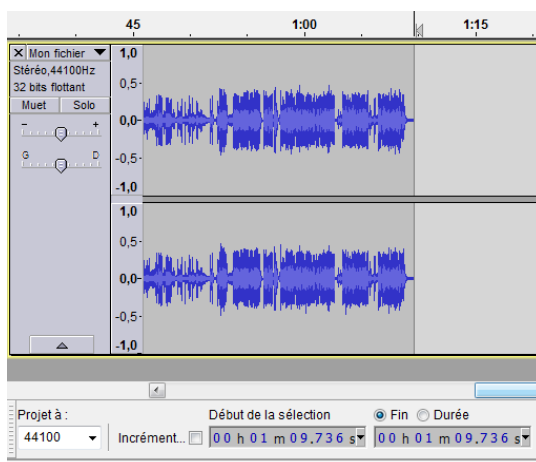 45 1:00 1:15
Mon fichier
Stéréo,44100Hz
32 bits flottant
Muet Solo
- +
G D
1,0
0,5-
0,0-
-0,5-
-1,0
1,0
0,5-
0,0-
-0,5-
-1,0
Projet à : Début de la sélection Fin Durée
44100 Incrément... 00 h 01 m 09,736 s 00 h 01 m 09,736 s